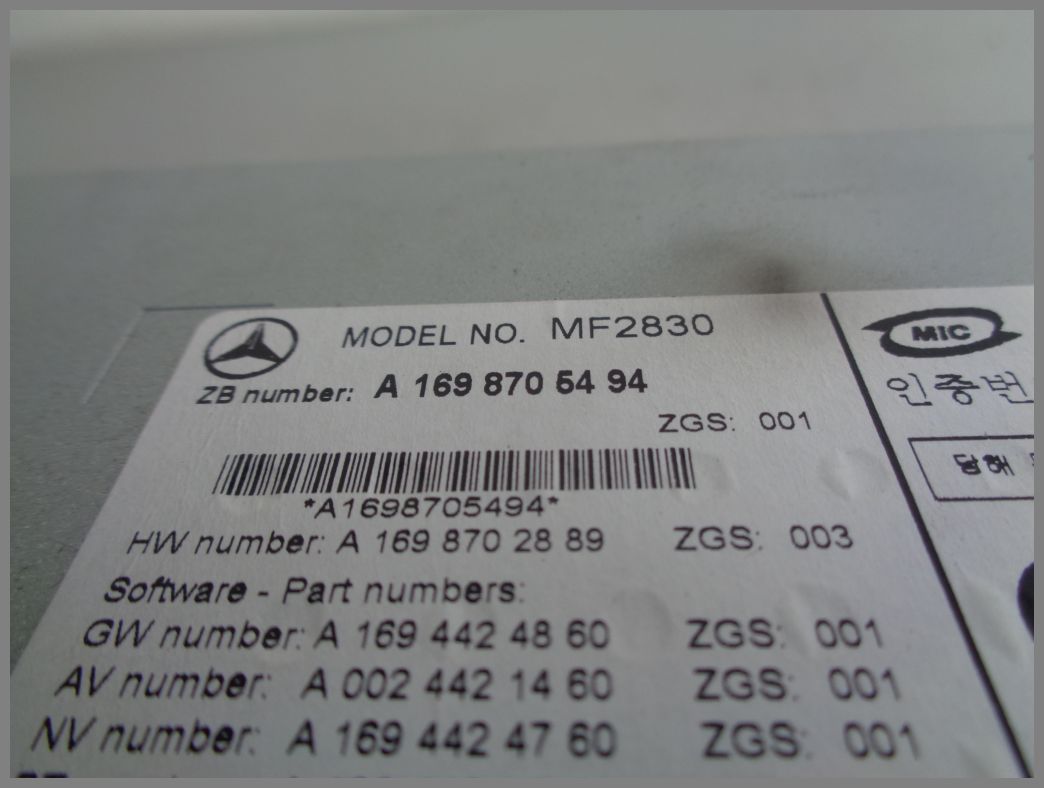 MODEL NO. MF2830
ZB number: A 169 870 54 94
ZGS: 001
*A1698705494*
HW number: A 169 870 28 89 ZGS: 003
Software - Part numbers:
GW number: A 169 442 48 60 ZGS: 001
AV number: A 002 442 14 60 ZGS: 001
NV number: A 169 442 47 60 ZGS: 001
MIC
인증번
당해